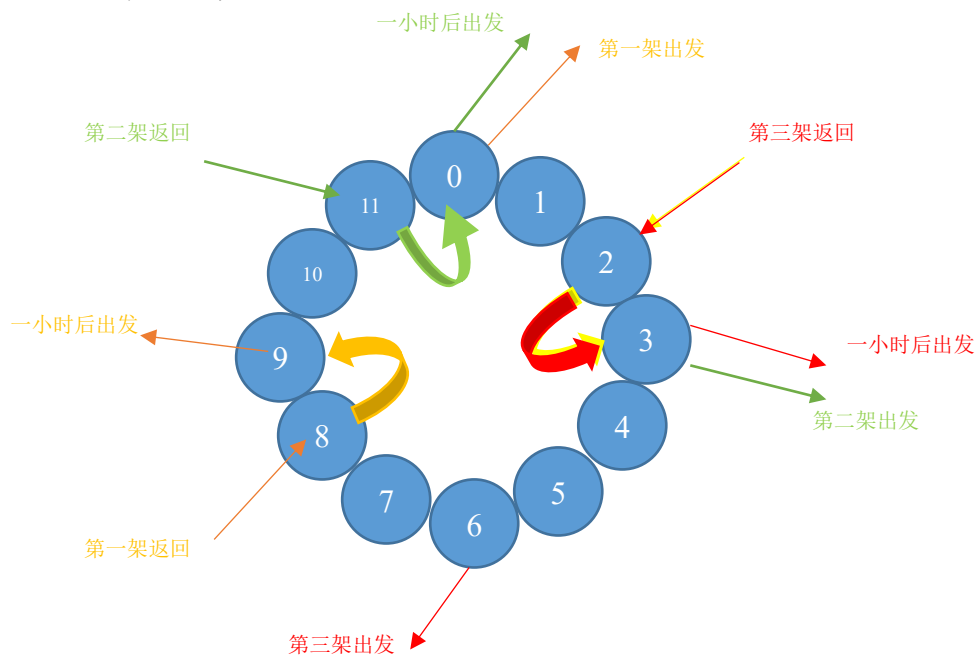 一小时后出发
第一架出发
第二架返回
第三架返回
0
1
11
2
10
一小时后出发
9
3
一小时后出发
第二架出发
8
4
7
5
6
第一架返回
第三架出发